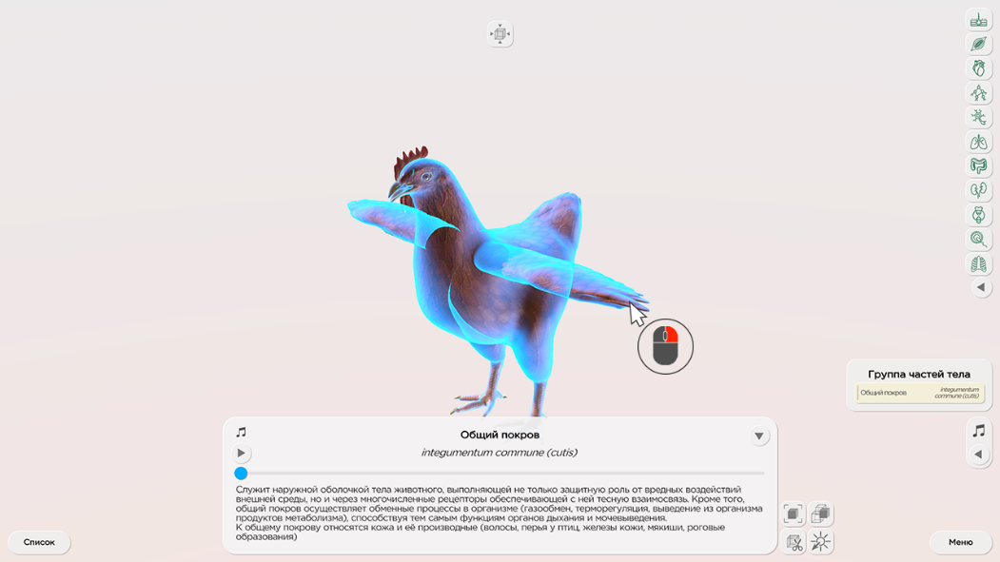 Группа частей тела
Общий покров
integumentum
commune (cutis)
Общий покров
integumentum commune (cutis)
Служит наружной оболочкой тела животного, выполняющей не только защитную роль от вредных воздействий
внешней среды, но и через многочисленные рецепторы обеспечивающей с ней тесную взаимосвязь. Кроме того,
общий покров осуществляет обменные процессы в организме (газообмен, терморегуляция, выведение из организма
продуктов метаболизма), способствуя тем самым функциям органов дыхания и мочевыведения.
К общему покрову относятся кожа и её производные (волосы, перья у птиц, железы кожи, мякиши, роговые
образования)
Список
Меню